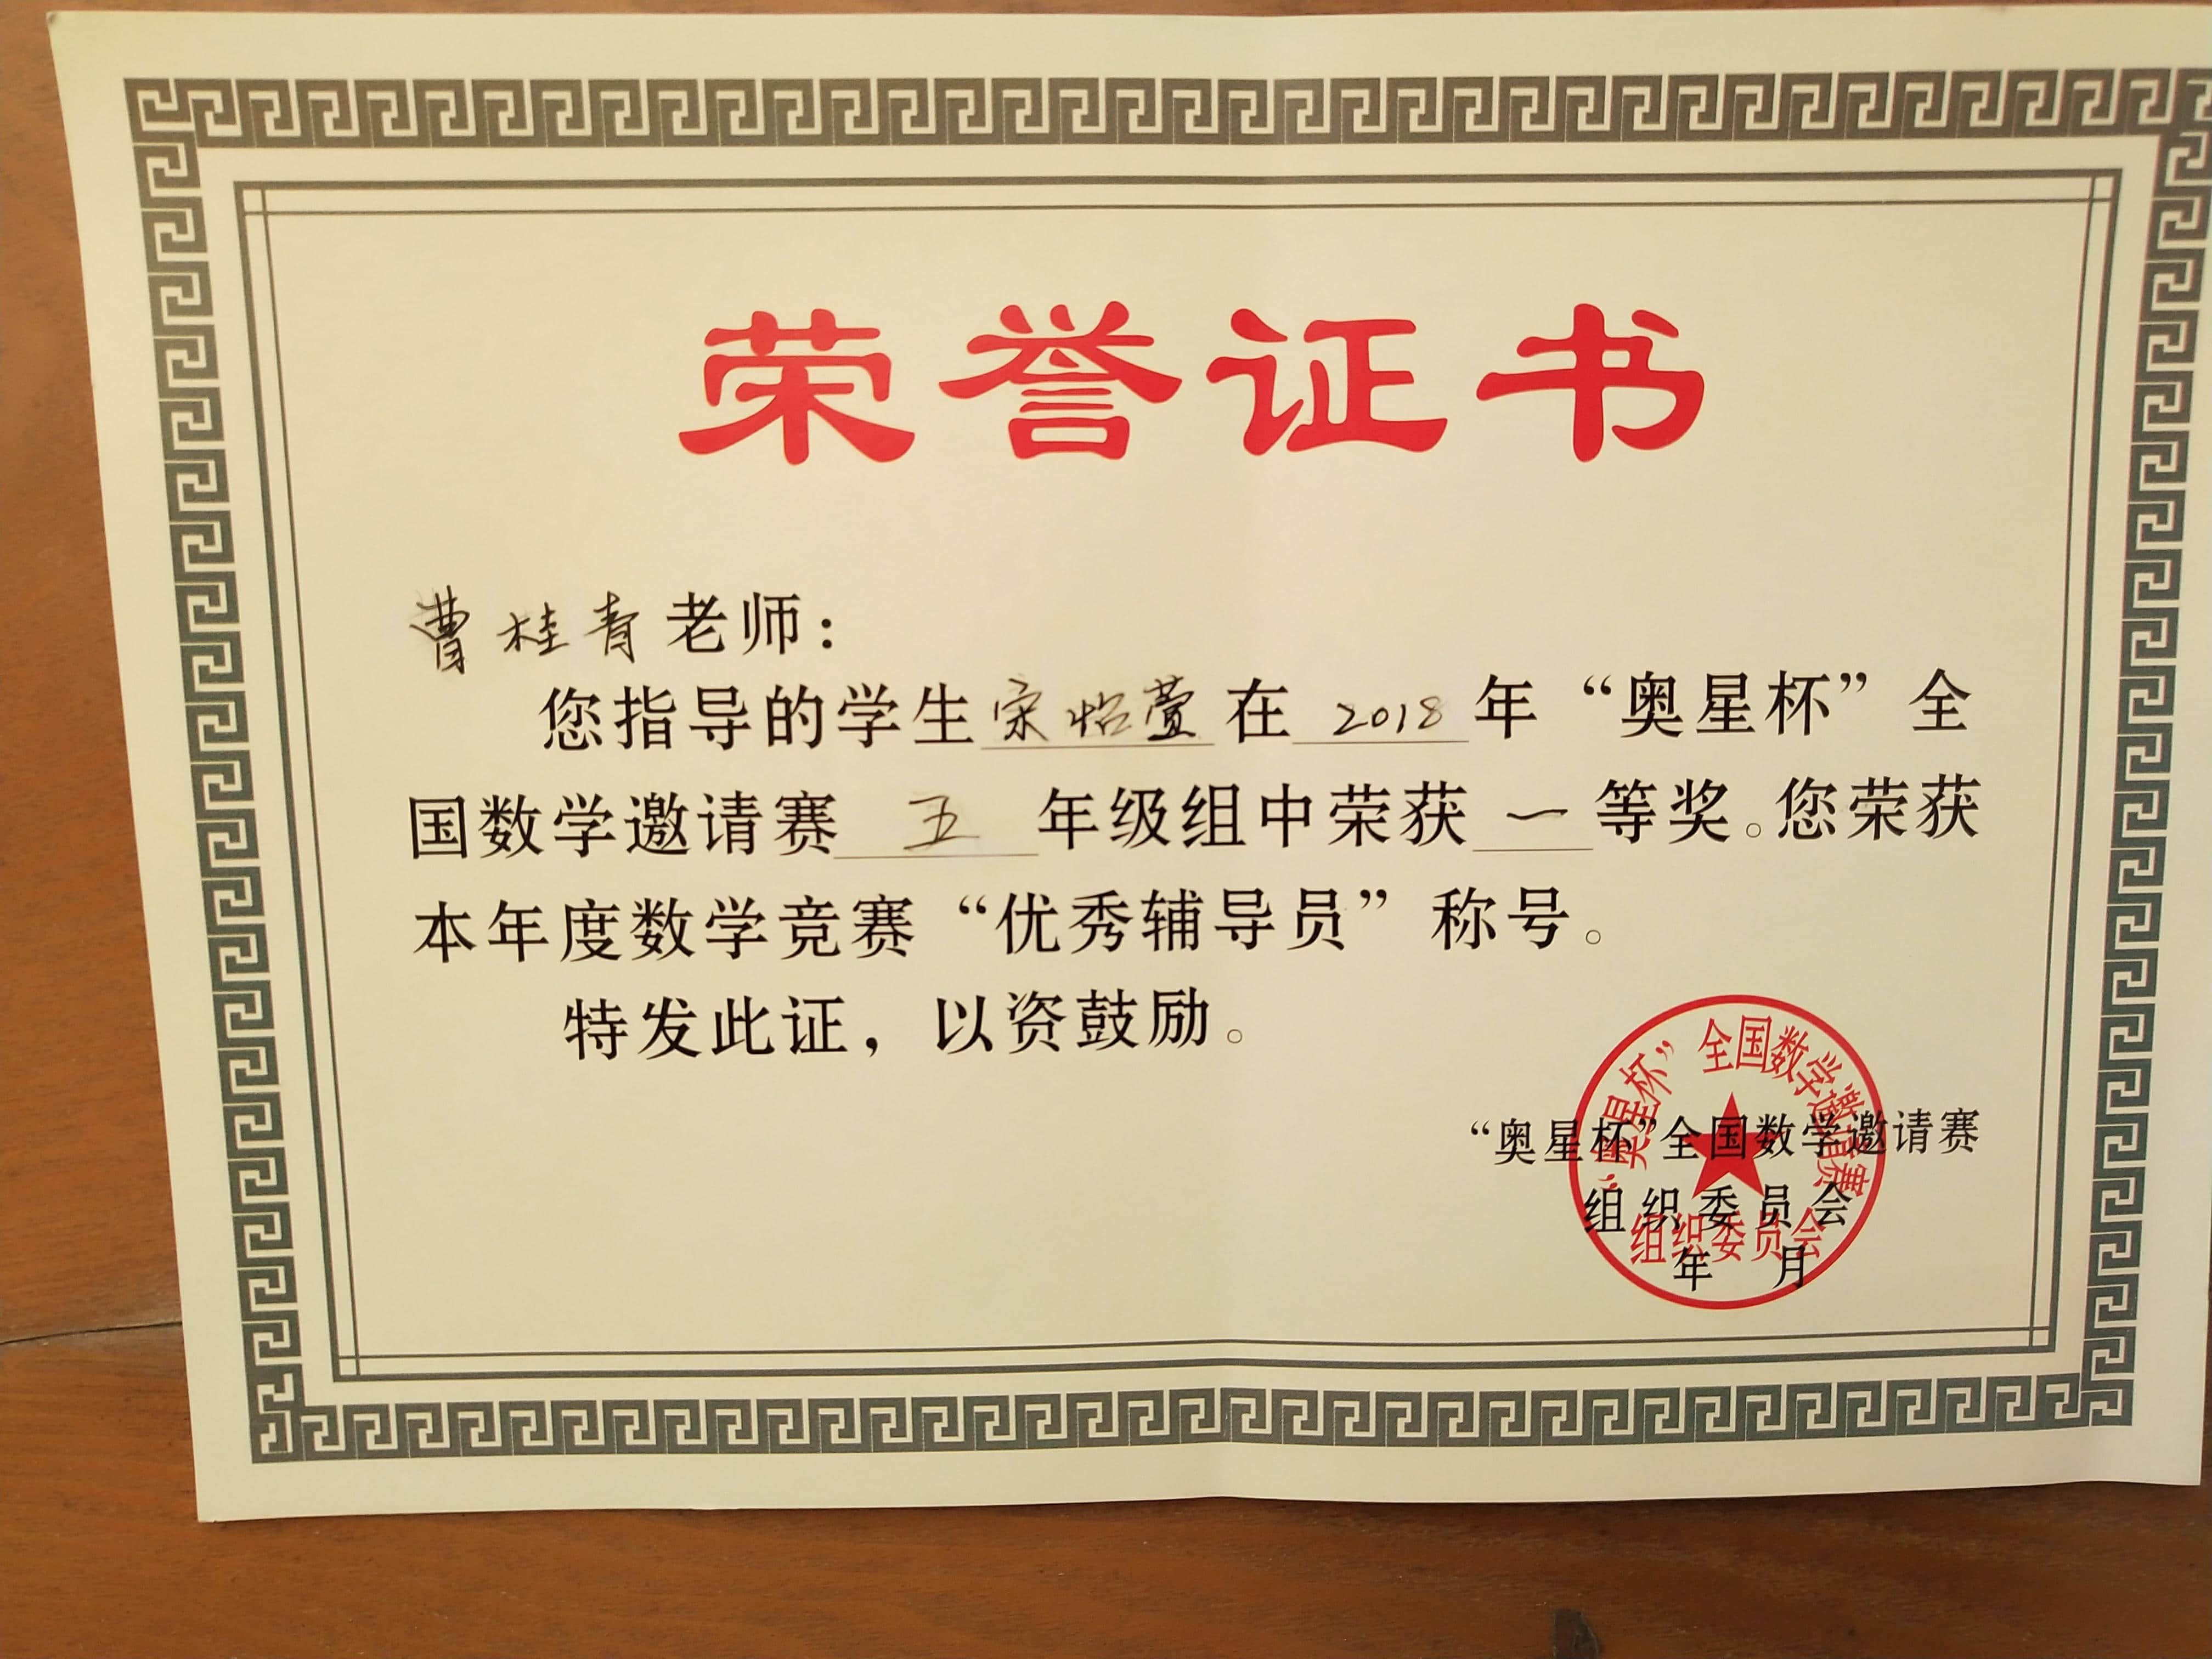 荣誉证书
曹桂青老师：
您指导的学生宋怡萱在2018年“奥星杯”全
国数学邀请赛五年级组中荣获一等奖。您荣获
本年度数学竞赛“优秀辅导员”称号。
特发此证，以资鼓励。
“奥星杯”全国数学邀请赛
组织委员会
年 月
“奥星杯”全国数学邀请赛
组织委员会